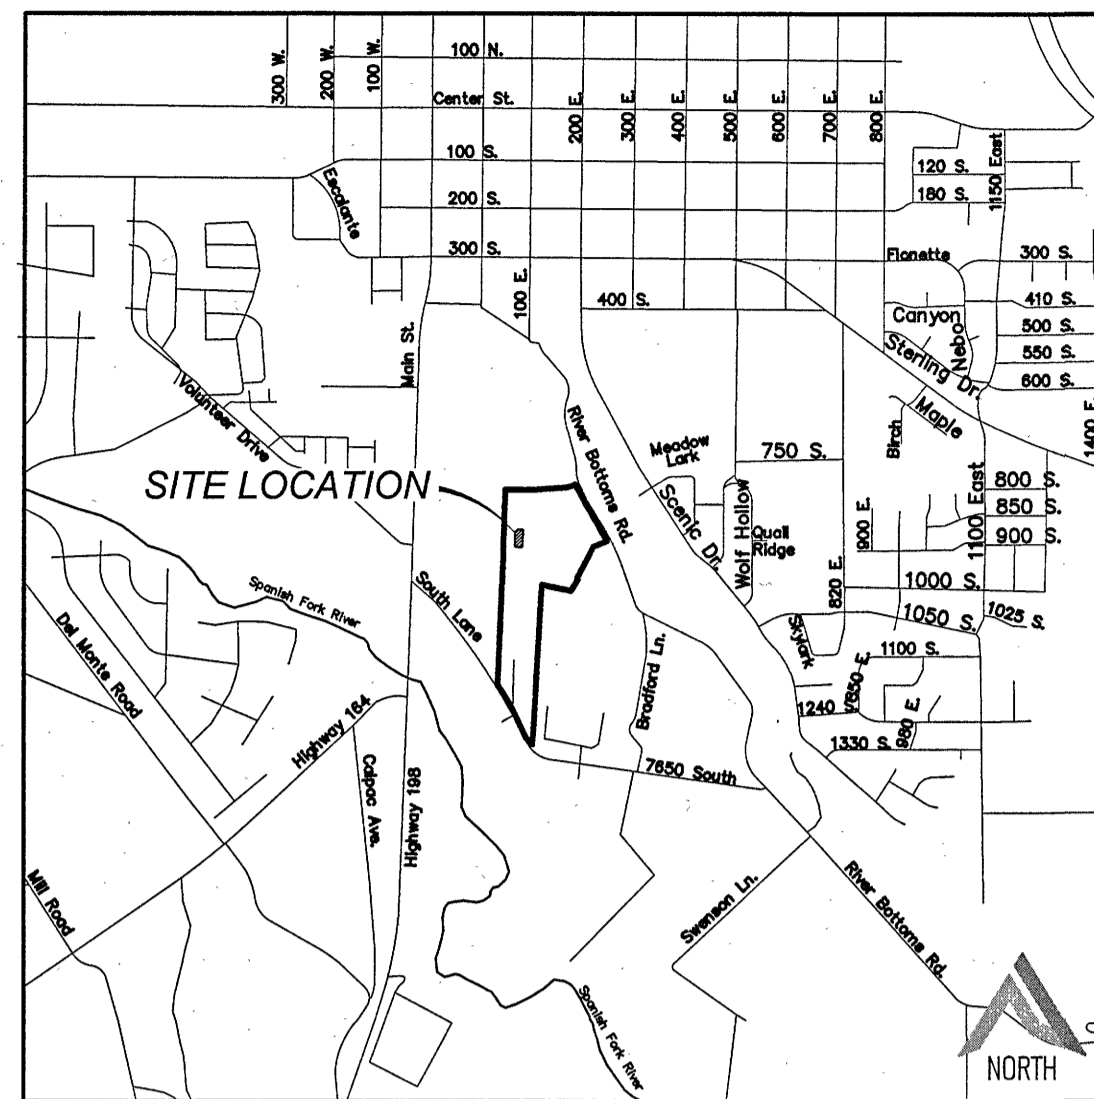 300 W.
200 W.
100 W.
100 N.
Center St.
200 E.
300 E.
400 E.
500 E.
600 E.
700 E.
800 E.
100 S.
120 S.
180 S.
1150 East
Escalante
200 S.
300 S.
Fionette
300 S.
100 E.
400 S.
410 S.
Canyon
500 S.
Nebo
550 S.
Sterling Dr.
600 S.
Main St.
Volunteer Drive
Maple
1400 E.
Birch
River Bottoms Rd.
Meadow
Lark
750 S.
SITE LOCATION
800 S.
850 S.
900 S.
1100 East
Scenic Dr.
Wolf Hollow
Quail
Ridge
900 E.
820 E.
1000 S.
South Lane
Spanish Fork River
1050 S.
1025 S.
Skylark
1100 S.
Del Monte Road
Bradford Ln.
850 E.
1240
980 E.
Highway 164
1330 S.
7650 South
Calpac Ave.
Highway 198
Mill Road
Swenson Ln.
River Bottoms Rd.
Spanish Fork River
NORTH